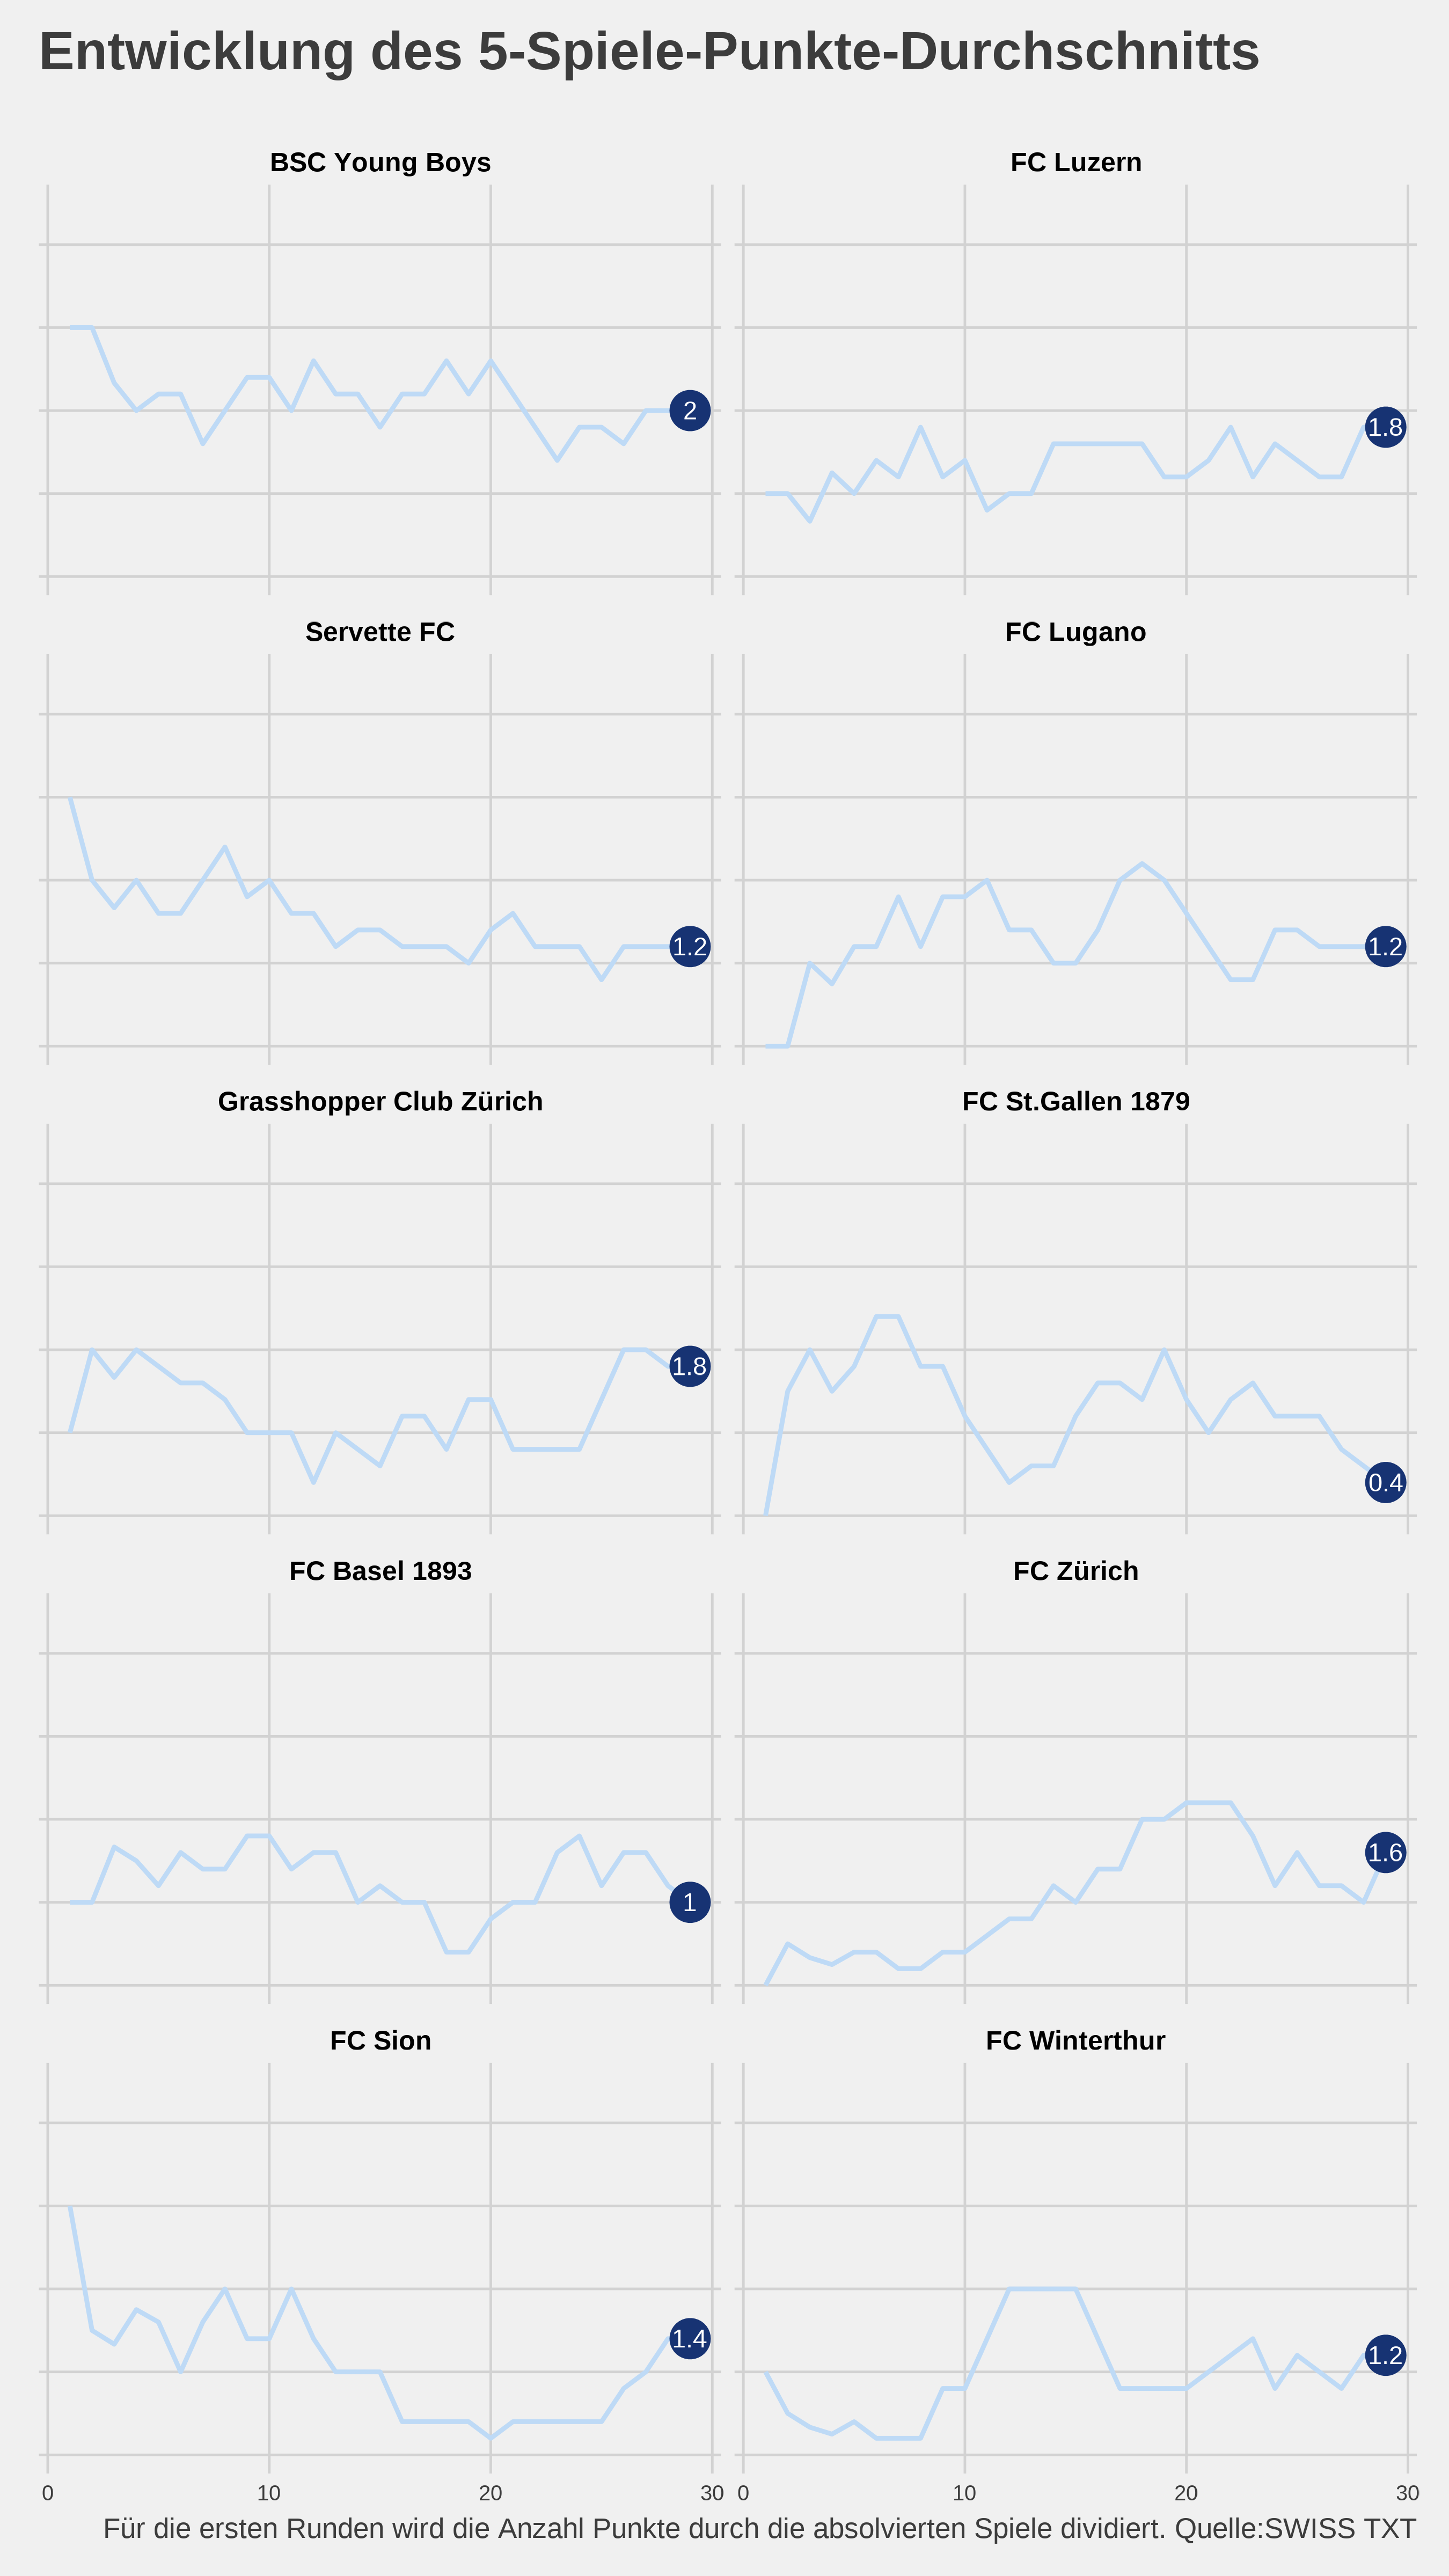 Entwicklung des 5-Spiele-Punkte-Durchschnitts
BSC Young Boys
FC Luzern
2
1.8
Servette FC
FC Lugano
1.2
1.2
Grasshopper Club Zürich
FC St.Gallen 1879
1.8
0.4
FC Basel 1893
FC Zürich
1
1.6
FC Sion
FC Winterthur
1.4
1.2
0 10 20 30 0 10 20 30
Für die ersten Runden wird die Anzahl Punkte durch die absolvierten Spiele dividiert. Quelle:SWISS TXT